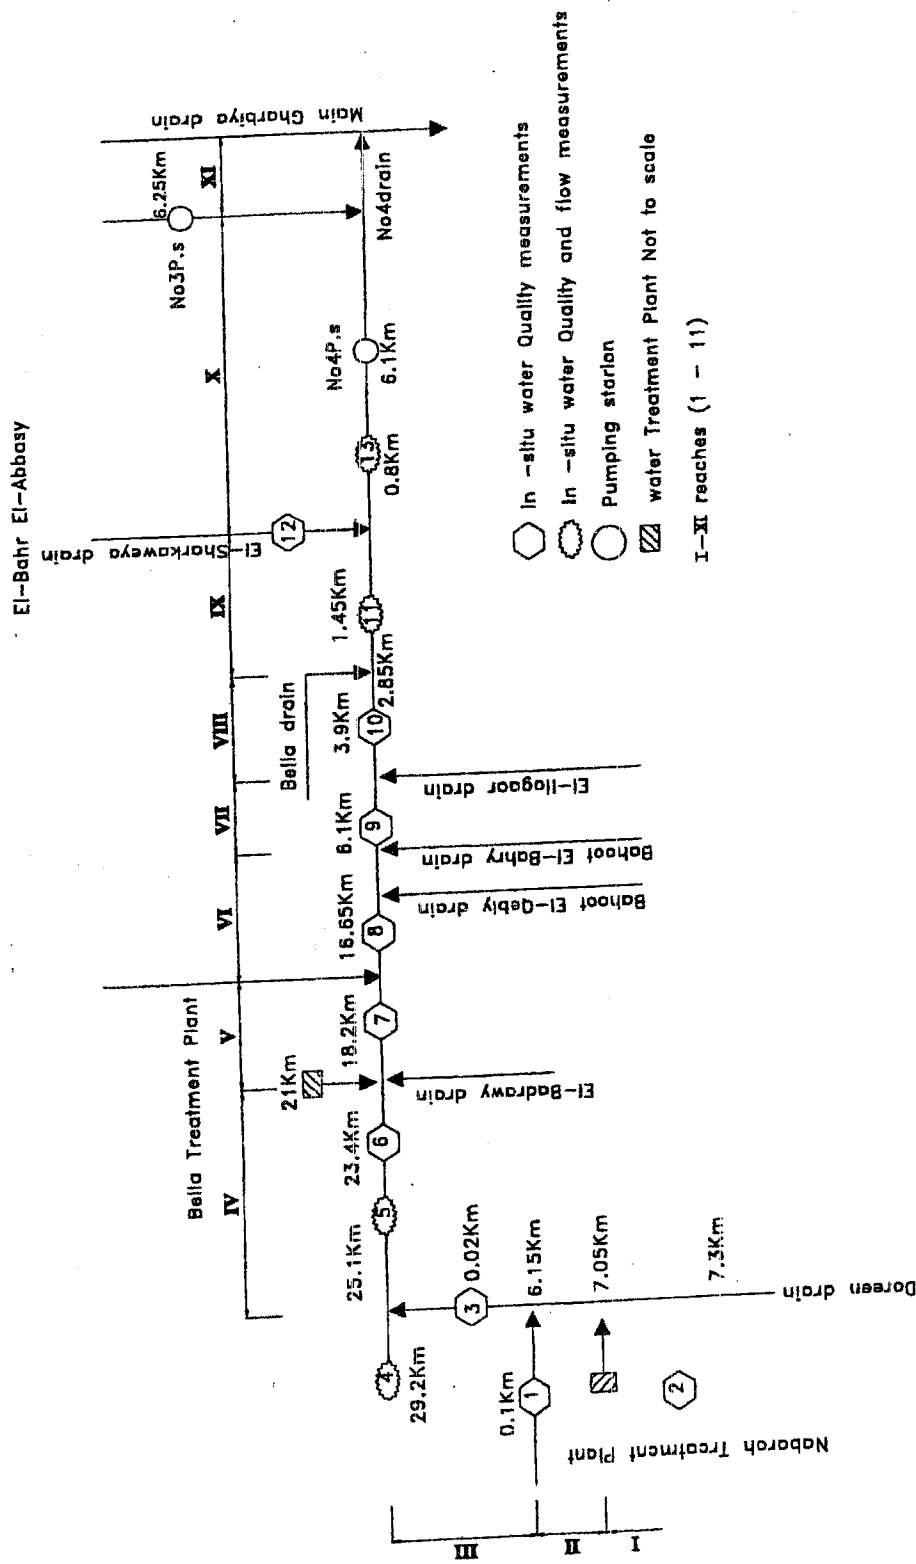 El-Bahr El-Abbasy
Main Gharbiya drain
XI
6.25Km
No3P.s
No4drain
X
No4P.s
6.1Km
13
0.8Km
El-Sharkaweya drain
12
IX
1.45Km
11
2.85Km
Bella drain
VIII
3.9Km
10
El-Hagaar drain
VII
6.1Km
9
Bahoot El-Bahry drain
Bahoot El-Qebly drain
VI
16.65Km
8
Bella Treatment Plant
V
18.2Km
7
21Km
El-Badrawy drain
IV
23.4Km
6
25.1Km
5
29.2Km
4
0.02Km
3
6.15Km
7.05Km
7.3Km
Dareen drain
0.1Km
1
2
Nabaroh Treatment Plant
III
II
I
In -situ water Quality measurements
In -situ water Quality and flow measurements
Pumping starion
water Treatment Plant Not to scale
I-XI reaches (1 - 11)